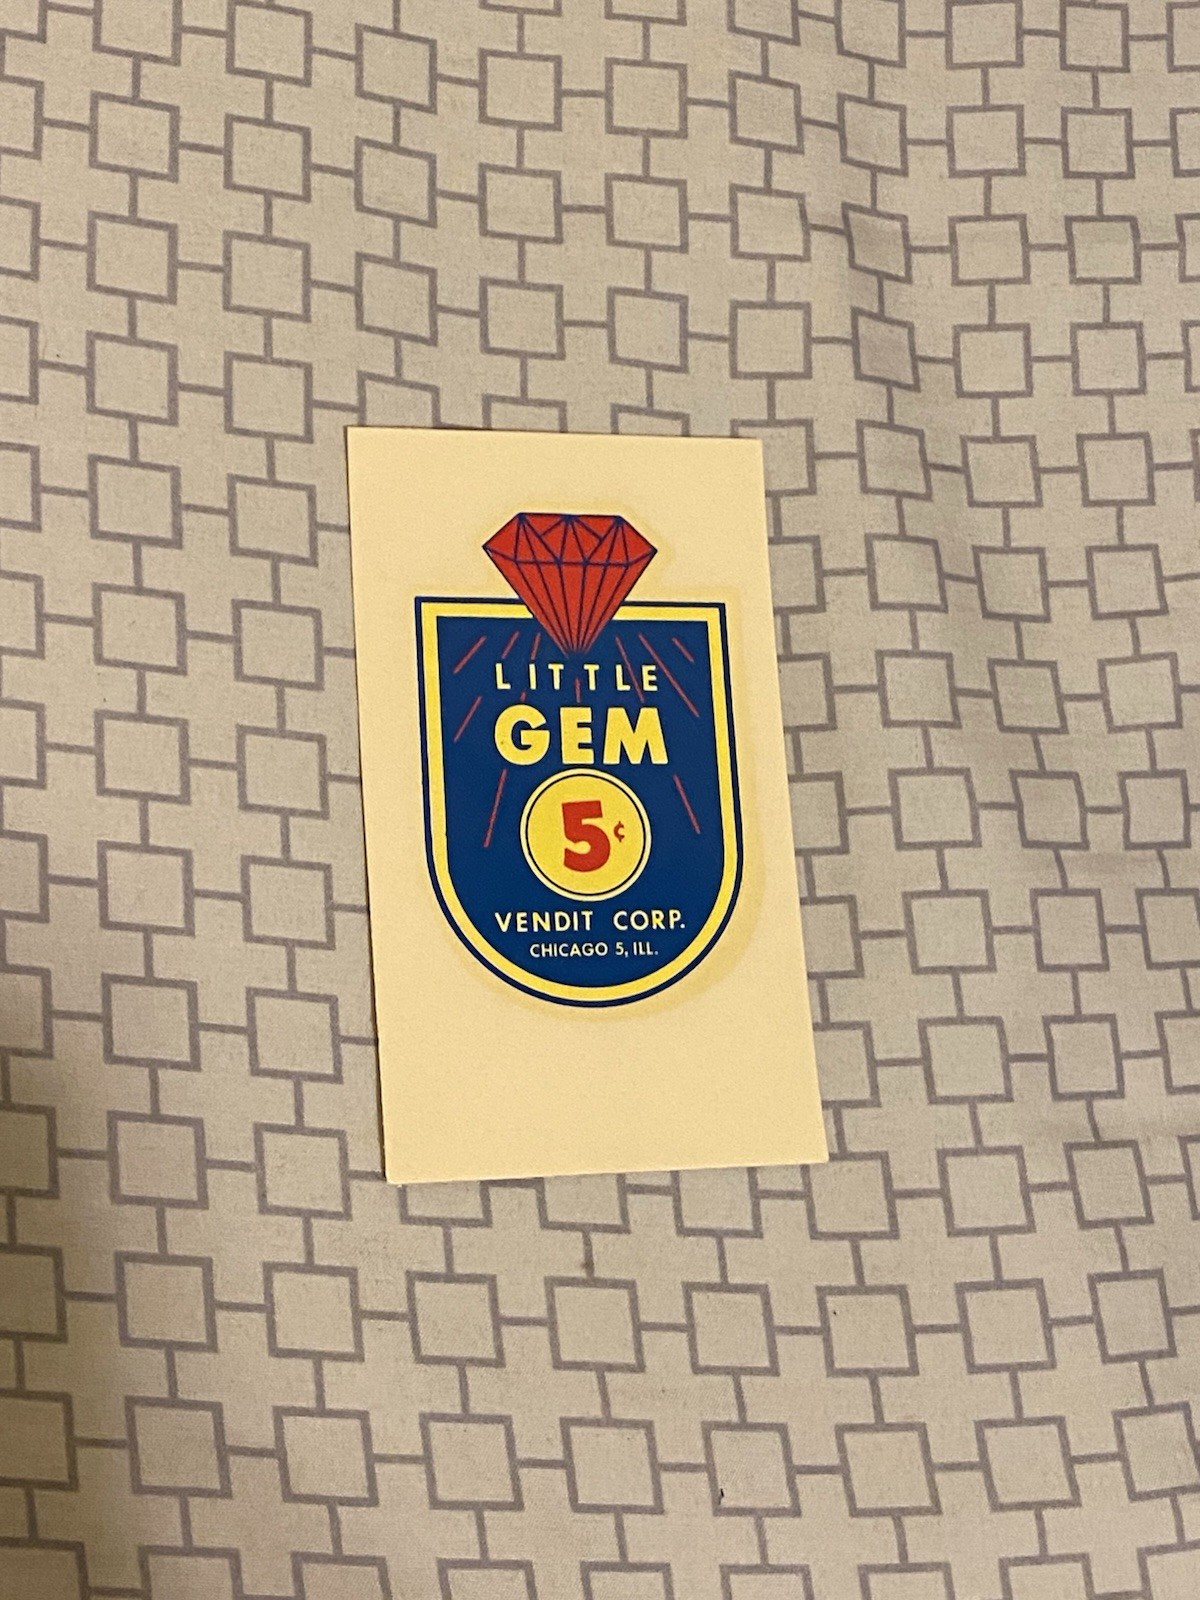 LITTLE
GEM
5¢
VENDIT CORP.
CHICAGO 5, ILL.